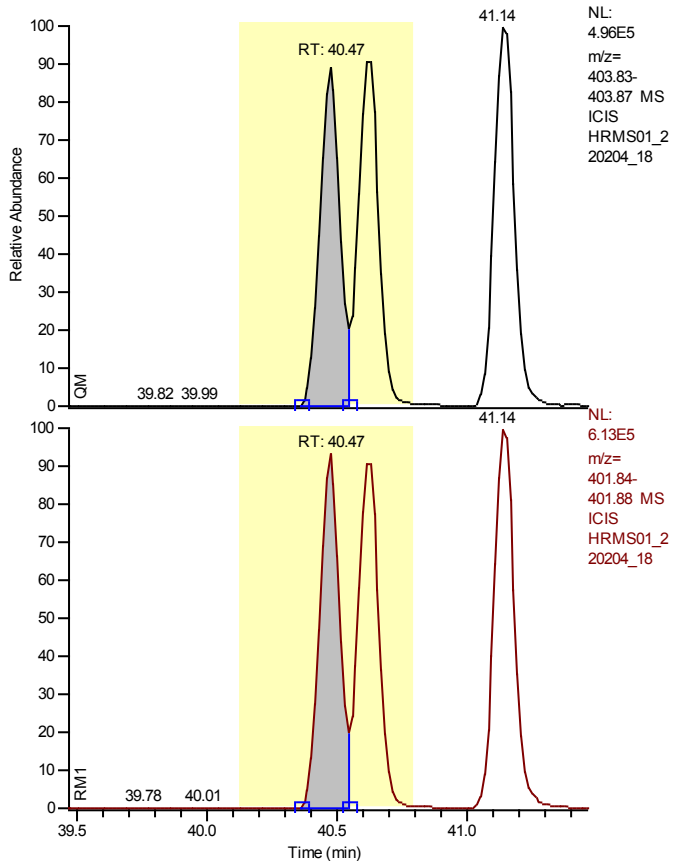 41.14
NL:
4.96E5
m/z=
403.83-
403.87 MS
ICIS
HRMS01_2
20204_18
RT: 40.47
100
90
80
70
60
50
40
30
20
10
0
Relative Abundance
QM
39.82 39.99
41.14
NL:
6.13E5
m/z=
401.84-
401.88 MS
ICIS
HRMS01_2
20204_18
RT: 40.47
100
90
80
70
60
50
40
30
20
10
0
RM1
39.78 40.01
39.5 40.0 40.5 41.0
Time (min)